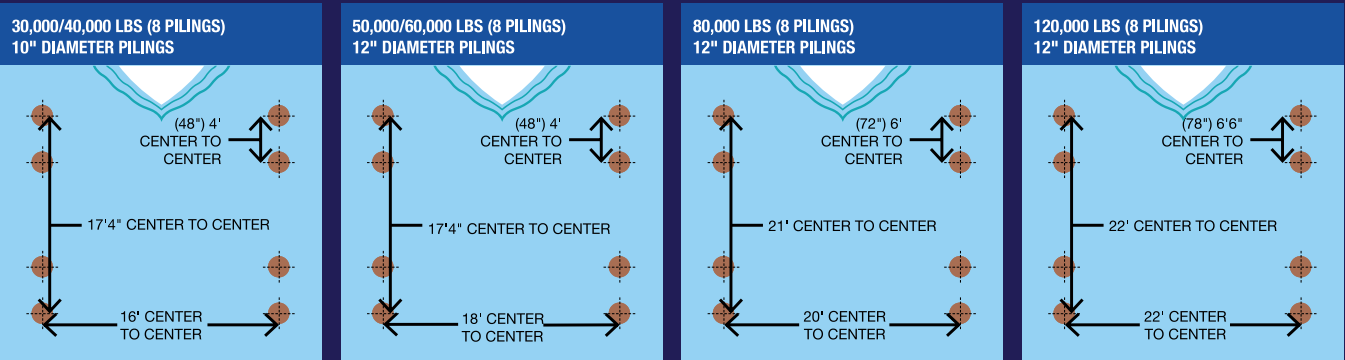 30,000/40,000 LBS (8 PILINGS)
10" DIAMETER PILINGS
(48") 4'
CENTER TO
CENTER
17'4" CENTER TO CENTER
16' CENTER
TO CENTER
50,000/60,000 LBS (8 PILINGS)
12" DIAMETER PILINGS
(48") 4'
CENTER TO
CENTER
17'4" CENTER TO CENTER
18' CENTER
TO CENTER
80,000 LBS (8 PILINGS)
12" DIAMETER PILINGS
(72") 6'
CENTER TO
CENTER
21' CENTER TO CENTER
20' CENTER
TO CENTER
120,000 LBS (8 PILINGS)
12" DIAMETER PILINGS
(78") 6'6"
CENTER TO
CENTER
22' CENTER TO CENTER
22' CENTER
TO CENTER